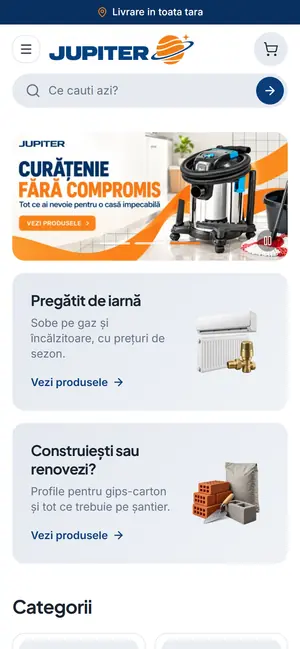 Livrare in toata tara
JUPITER
Ce cauti azi?
JUPITER
CURĂȚENIE
FĂRĂ COMPROMIS
Tot ce ai nevoie pentru o casă impecabilă
VEZI PRODUSELE >
Pregătit de iarnă
Sobe pe gaz și
încălzitoare, cu prețuri de
sezon.
Vezi produsele →
Construiești sau
renovezi?
Profile pentru gips-carton
și tot ce trebuie pe șantier.
Vezi produsele →
Categorii